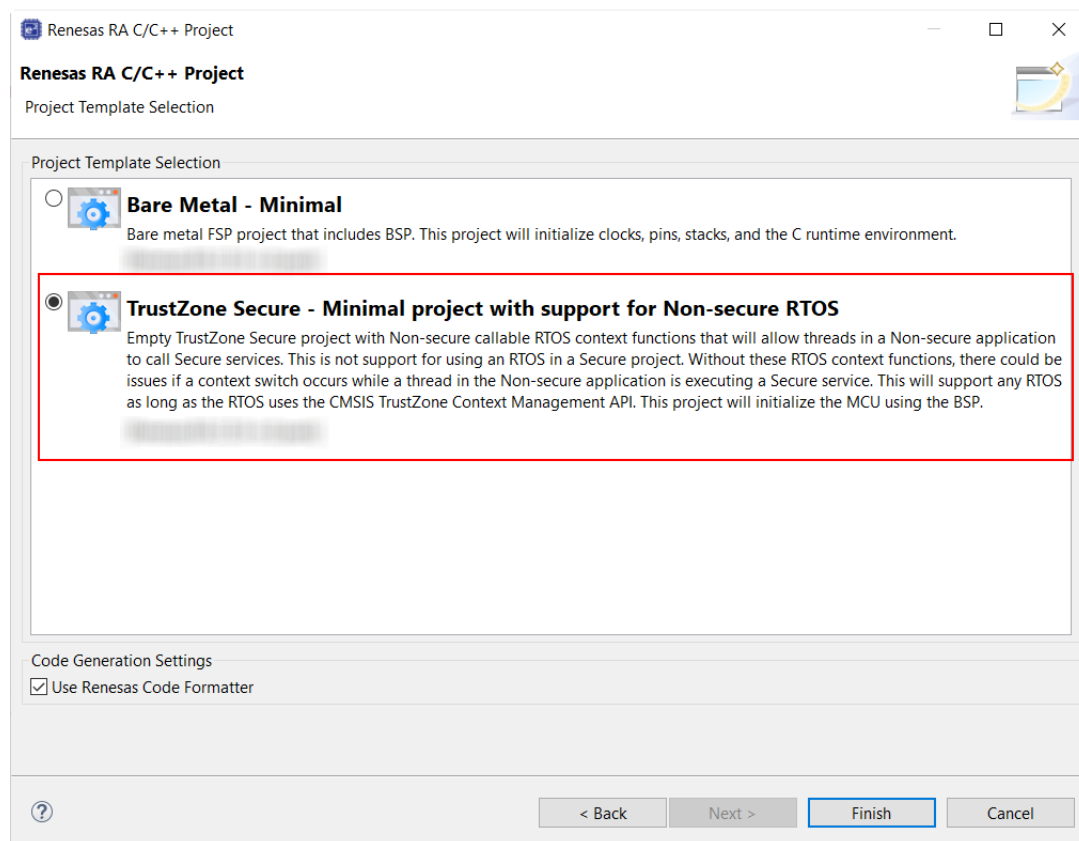 Renesas RA C/C++ Project
Renesas RA C/C++ Project
Project Template Selection
Project Template Selection
Bare Metal - Minimal
Bare metal FSP project that includes BSP. This project will initialize clocks, pins, stacks, and the C runtime environment.
TrustZone Secure - Minimal project with support for Non-secure RTOS
Empty TrustZone Secure project with Non-secure callable RTOS context functions that will allow threads in a Non-secure application
to call Secure services. This is not support for using an RTOS in a Secure project. Without these RTOS context functions, there could be
issues if a context switch occurs while a thread in the Non-secure application is executing a Secure service. This will support any RTOS
as long as the RTOS uses the CMSIS TrustZone Context Management API. This project will initialize the MCU using the BSP.
Code Generation Settings
Use Renesas Code Formatter
?
< Back
Next >
Finish
Cancel